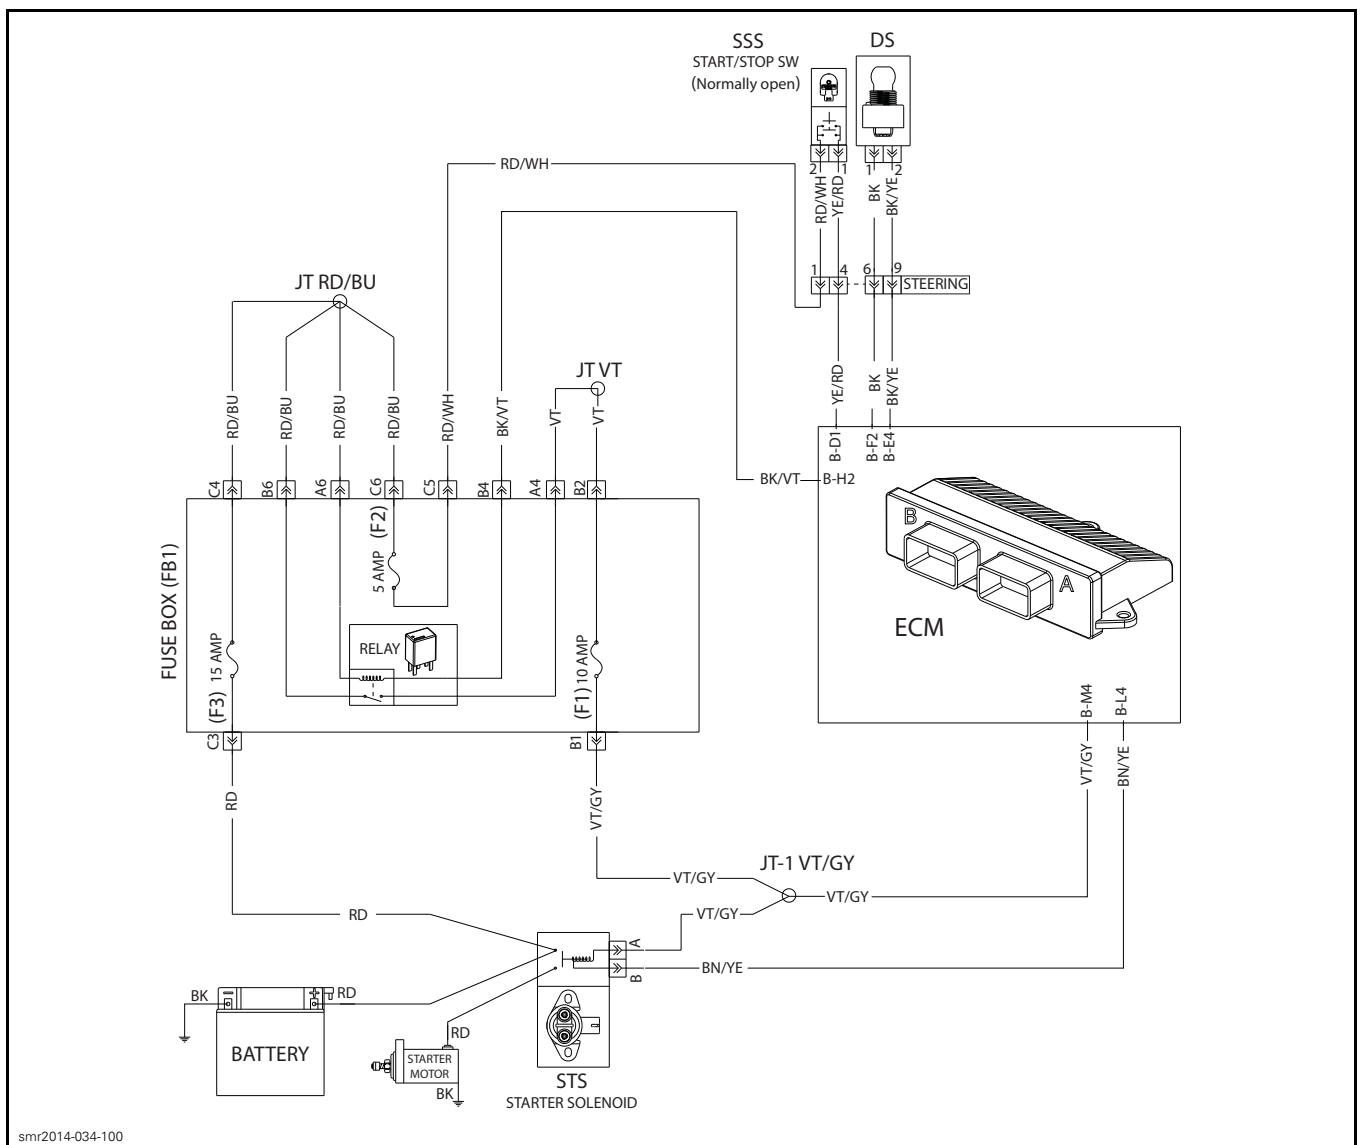 SSS
START/STOP SW
(Normally open)
DS
2
1
1
2
RD/WH
YE/RD
BK
BK/YE
RD/WH
JT RD/BU
1
4
6
9
STEERING
JT VT
RD/BU
RD/BU
RD/BU
RD/BU
RD/WH
BK/VT
VT
VT
YE/RD
BK
BK/YE
B-D1
B-F2
B-E4
BK/VT
B-H2
C4
B6
A6
C6
C5
B4
A4
B2
FUSE BOX (FB1)
(F2)
5 AMP
B
A
ECM
RELAY
(F3)
15 AMP
(F1)
10 AMP
B-M4
B-L4
C3
B1
RD
VT/GY
VT/GY
BN/YE
JT-1 VT/GY
VT/GY
VT/GY
VT/GY
RD
A
B
BN/YE
BK
-
+
RD
BATTERY
RD
STARTER
MOTOR
BK
STS
STARTER SOLENOID
smr2014-034-100